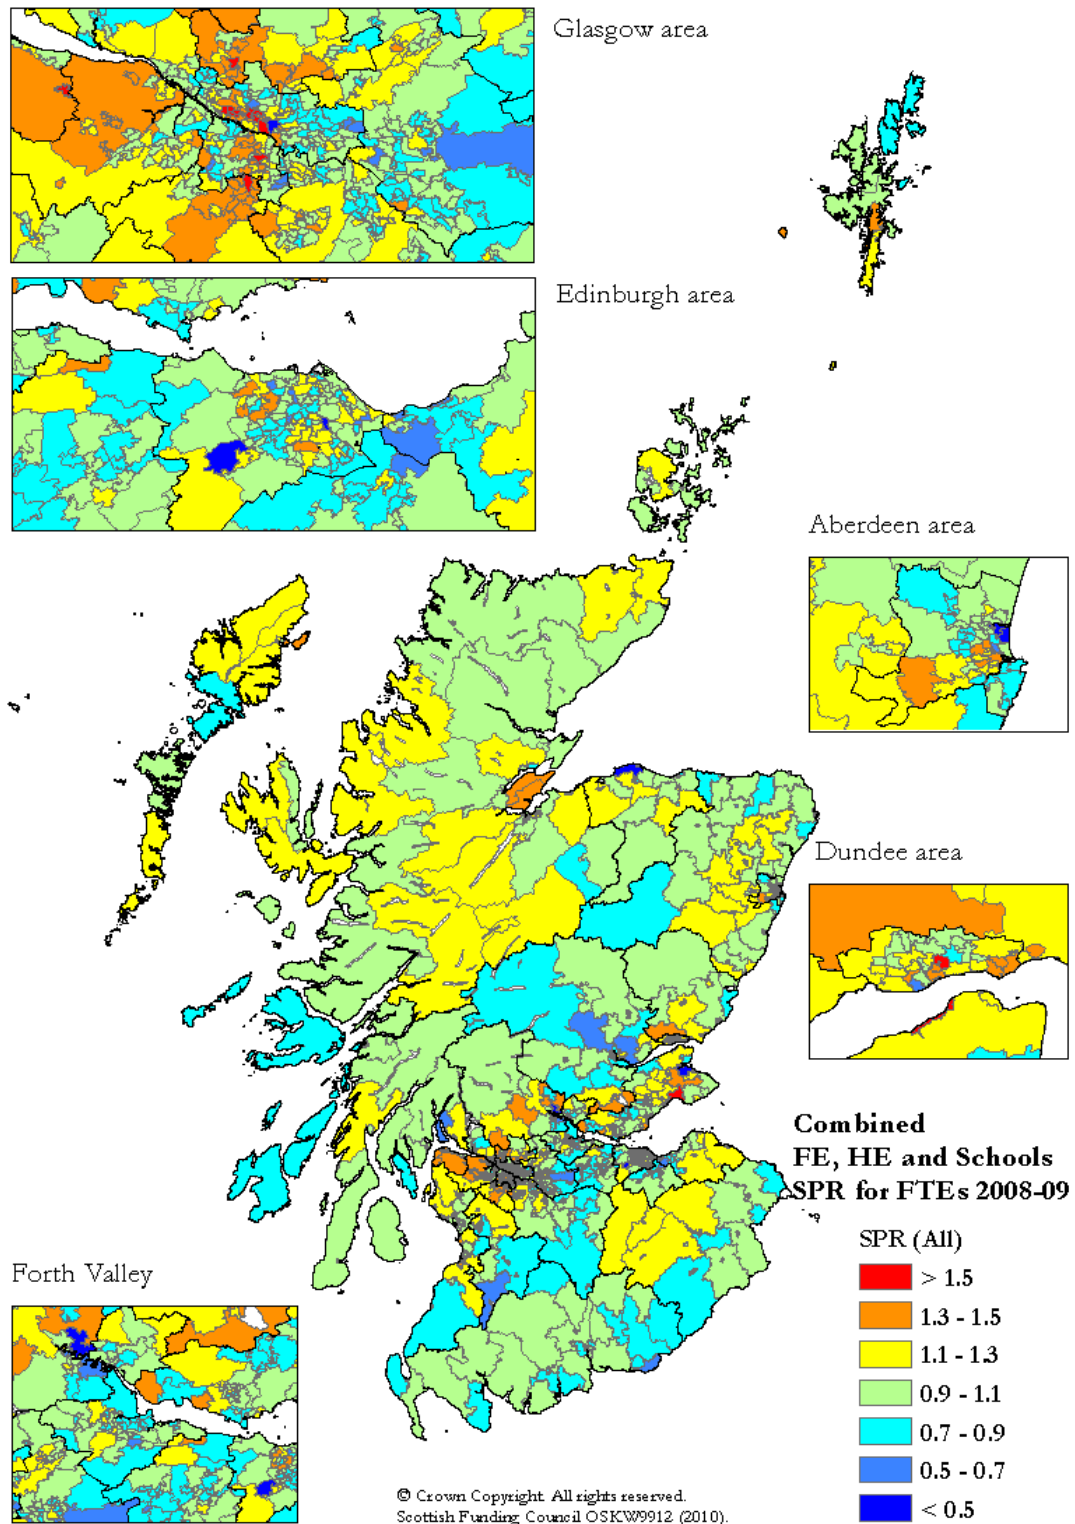 Glasgow area
Edinburgh area
Aberdeen area
Dundee area
Combined
FE, HE and Schools
SPR for FTEs 2008-09
SPR (All)
> 1.5
1.3 - 1.5
1.1 - 1.3
0.9 - 1.1
0.7 - 0.9
0.5 - 0.7
< 0.5
Forth Valley
© Crown Copyright. All rights reserved.
Scottish Funding Council OSKW9912 (2010).